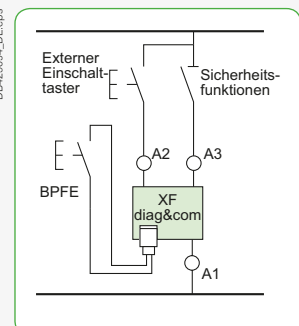 Externer
Einschalt-
taster
Sicherheits-
funktionen
A2
A3
BPFE
XF
diag&com
A1